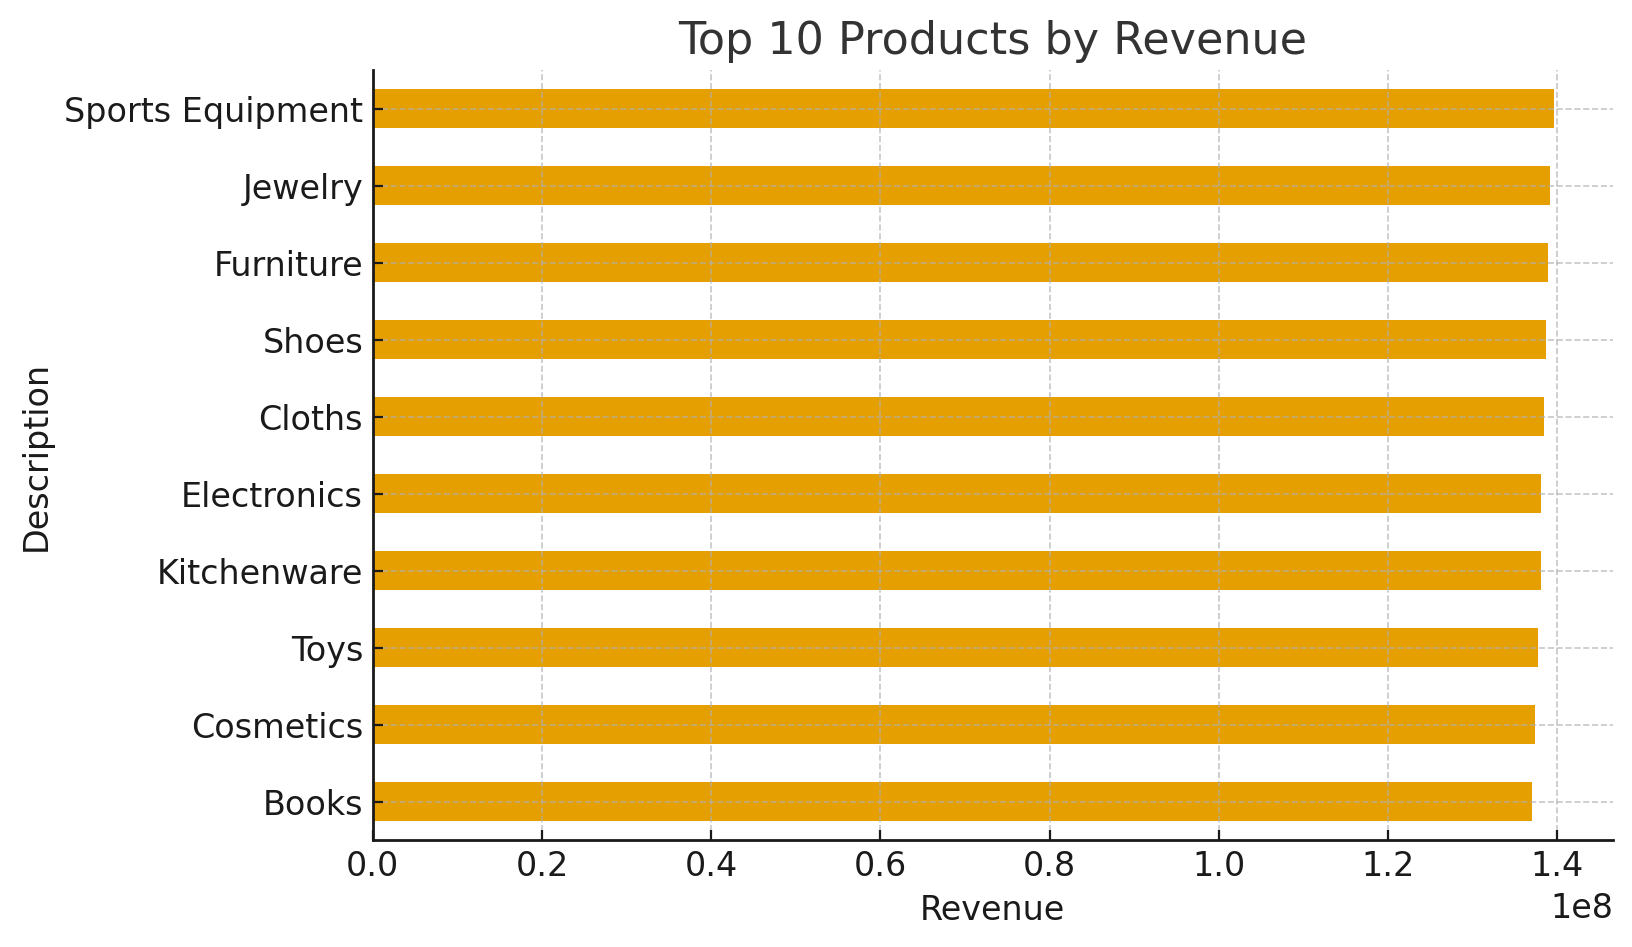 Top 10 Products by Revenue
Sports Equipment
Jewelry
Furniture
Shoes
Cloths
Electronics
Kitchenware
Toys
Cosmetics
Books
Description
0.0 0.2 0.4 0.6 0.8 1.0 1.2 1.4
Revenue
1e8